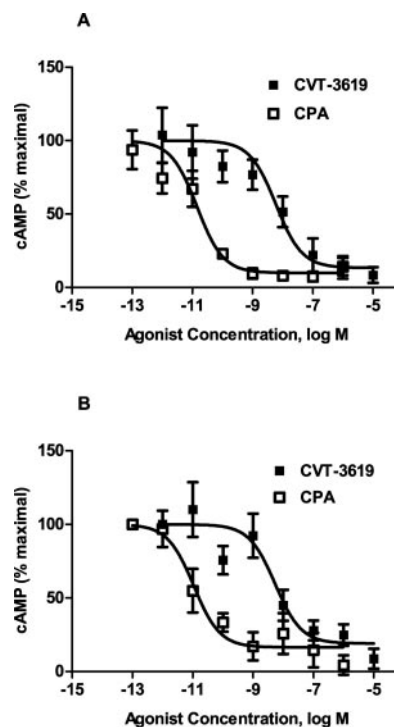 A
150
CVT-3619
CPA
100
50
0
cAMP (% maximal)
-15 -13 -11 -9 -7 -5
Agonist Concentration, log M
B
150
CVT-3619
CPA
100
50
0
cAMP (% maximal)
-15 -13 -11 -9 -7 -5
Agonist Concentration, log M